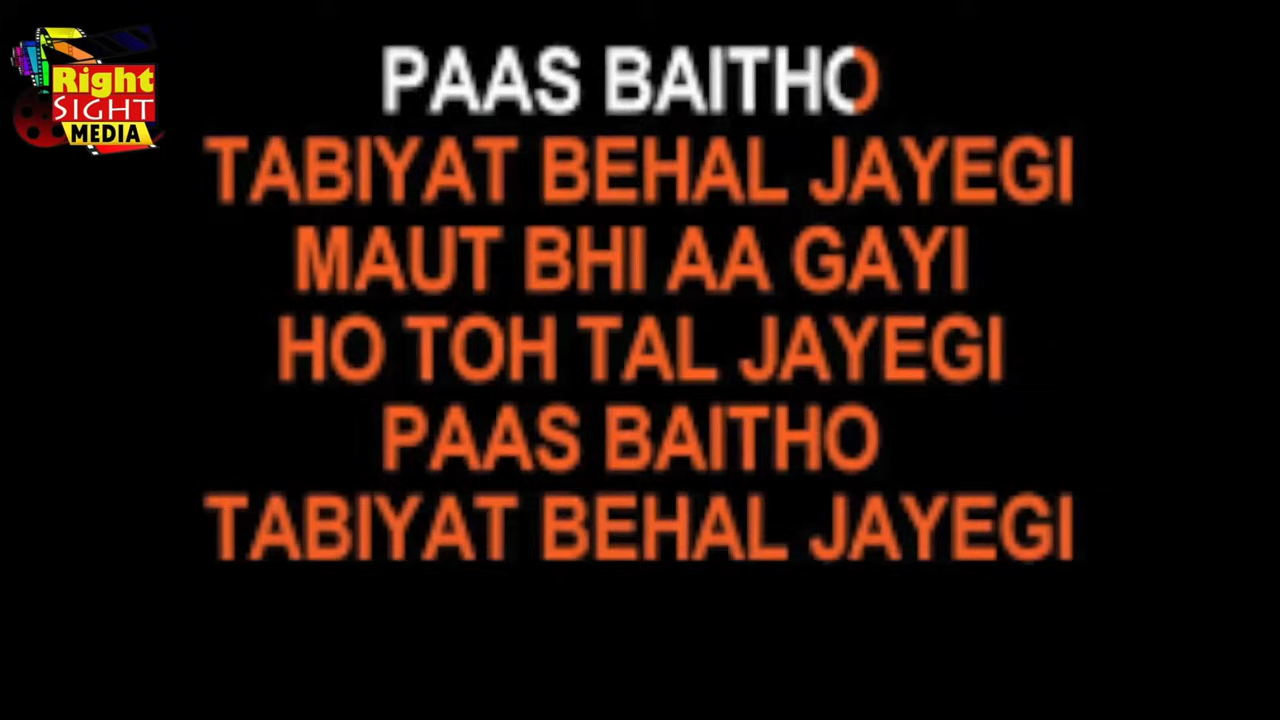 Right
SIGHT
MEDIA
PAAS BAITHO
TABIYAT BEHAL JAYEGI
MAUT BHI AA GAYI
HO TOH TAL JAYEGI
PAAS BAITHO
TABIYAT BEHAL JAYEGI